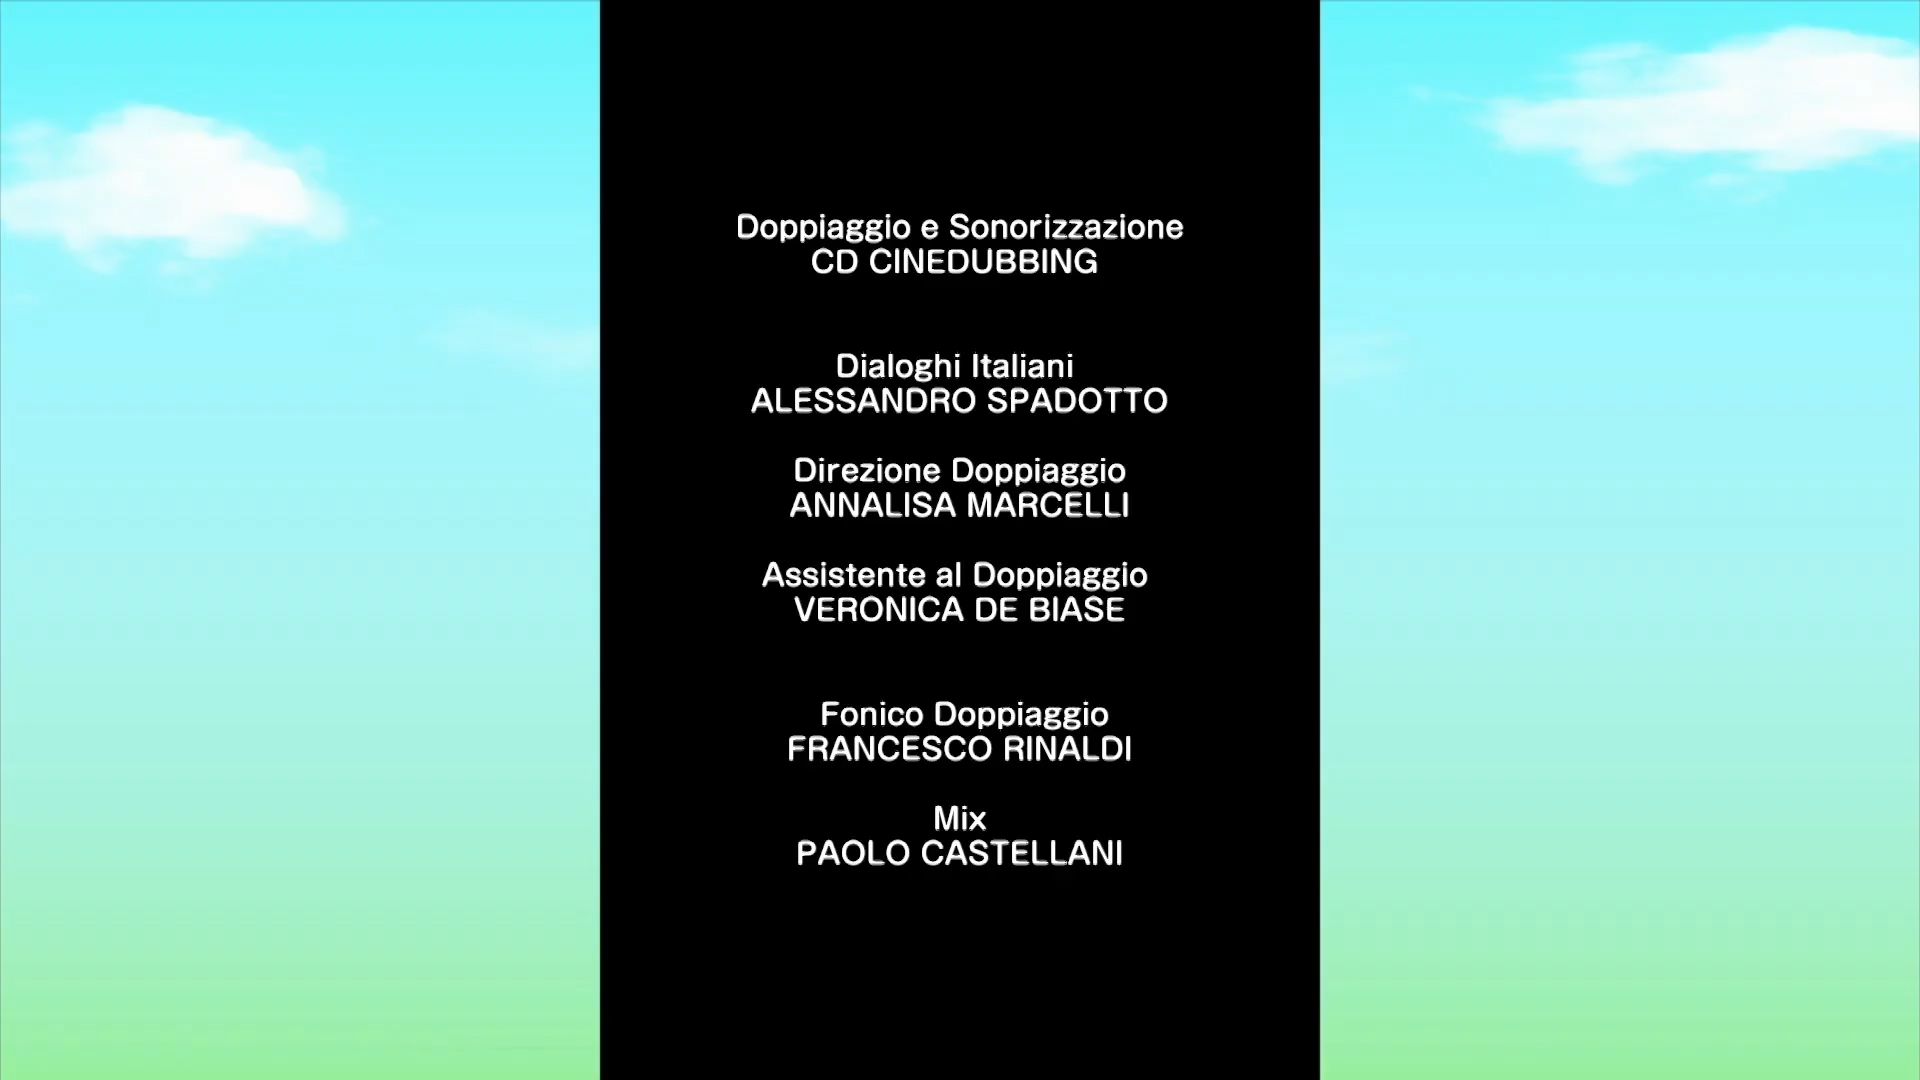 Doppiaggio e Sonorizzazione
CD CINEDUBBING
Dialoghi Italiani
ALESSANDRO SPADOTTO
Direzione Doppiaggio
ANNALISA MARCELLI
Assistente al Doppiaggio
VERONICA DE BIASE
Fonico Doppiaggio
FRANCESCO RINALDI
Mix
PAOLO CASTELLANI